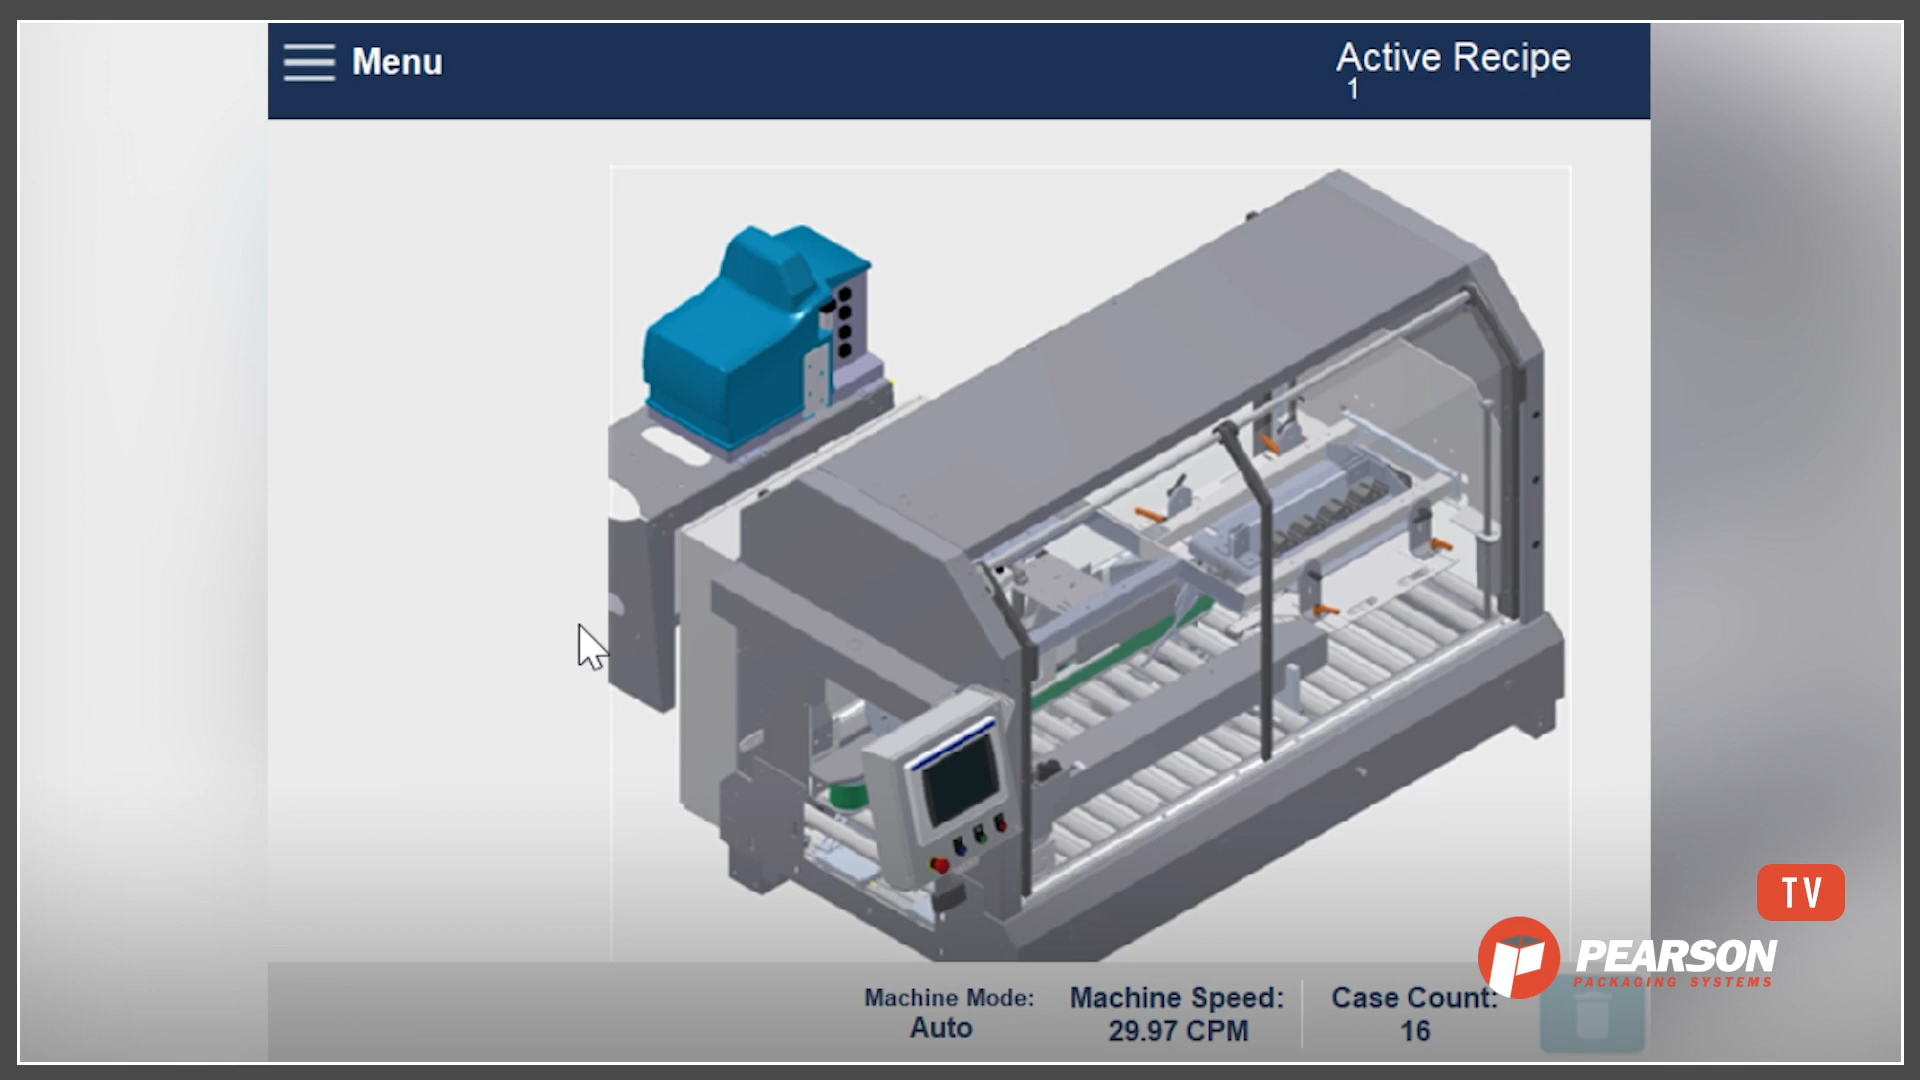 Menu
Active Recipe
1
TV
PEARSON
PACKAGING SYSTEMS
Machine Mode:
Auto
Machine Speed:
29.97 CPM
Case Count:
16